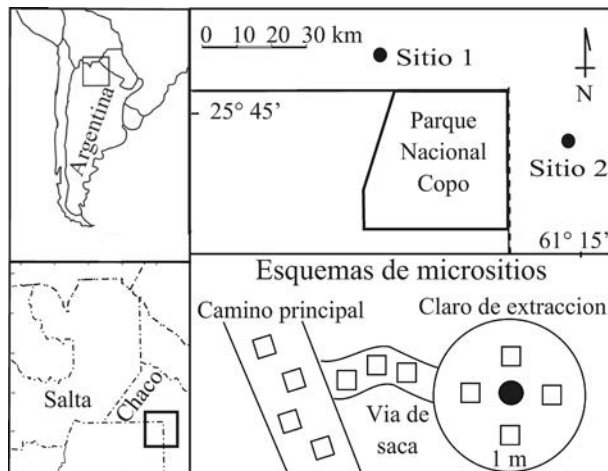 Argentina
0 10 20 30 km
Sitio 1
N
25° 45'
Parque
Nacional
Copo
Sitio 2
61° 15'
Salta
Chaco
Esquemas de micrositios
Camino principal
Claro de extraccion
Via de
saca
1 m